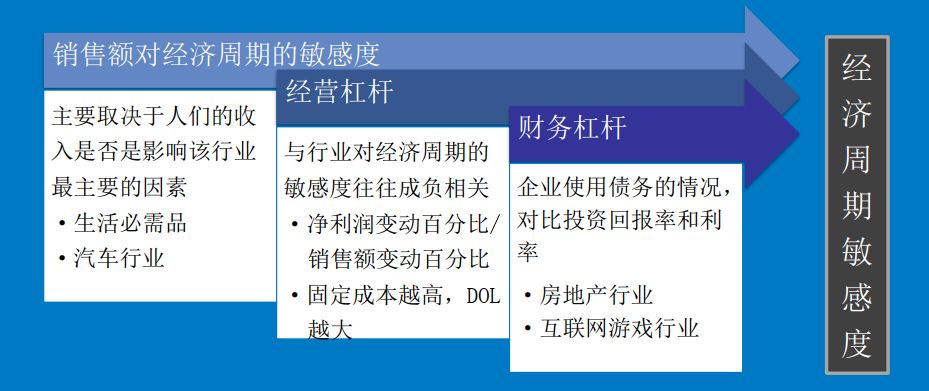 销售额对经济周期的敏感度
主要取决于人们的收
入是否是影响该行业
最主要的因素
・生活必需品
・汽车行业
经营杠杆
与行业对经济周期的
敏感度往往成负相关
・净利润变动百分比/
销售额变动百分比
・固定成本越高，DOL
越大
财务杠杆
企业使用债务的情况，
对比投资回报率和利
率
・房地产行业
・互联网游戏行业
经
济
周
期
敏
感
度